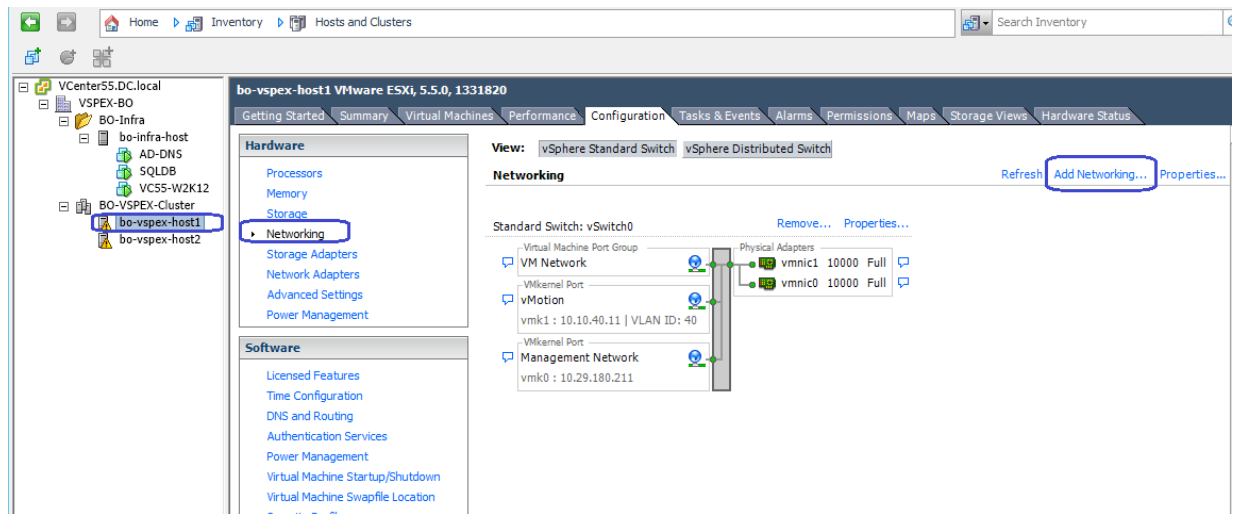 Home Inventory Hosts and Clusters
Search Inventory
VCenter55.DC.local
VSPEX-BO
BO-Infra
bo-infra-host
AD-DNS
SQLDB
VC55-W2K12
BO-VSPEX-Cluster
bo-vspex-host1
bo-vspex-host2
bo-vspex-host1 VMware ESXi, 5.5.0, 1331820
Getting Started Summary Virtual Machines Performance Configuration Tasks & Events Alarms Permissions Maps Storage Views Hardware Status
Hardware
Processors
Memory
Storage
Networking
Storage Adapters
Network Adapters
Advanced Settings
Power Management
Software
Licensed Features
Time Configuration
DNS and Routing
Authentication Services
Power Management
Virtual Machine Startup/Shutdown
Virtual Machine Swapfile Location
View: vSphere Standard Switch vSphere Distributed Switch
Networking
Refresh Add Networking... Properties...
Standard Switch: vSwitch0 Remove... Properties...
Virtual Machine Port Group
VM Network
VMkernel Port
vMotion
vmk1 : 10.10.40.11 | VLAN ID: 40
VMkernel Port
Management Network
vmk0 : 10.29.180.211
Physical Adapters
vmnic1 10000 Full
vmnic0 10000 Full